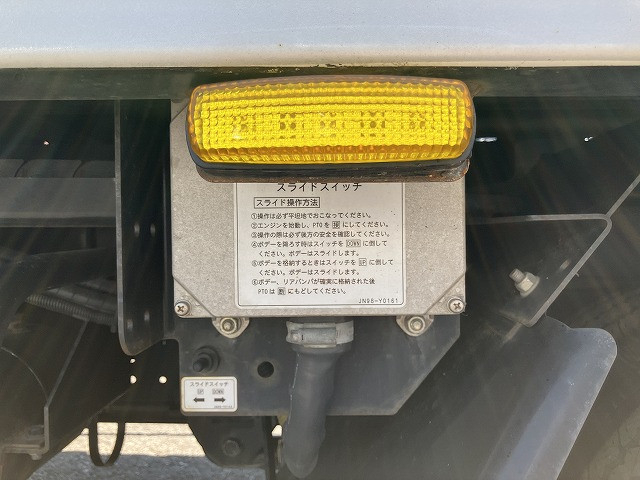 スライドスイッチ
スライド操作方法
①操作は必ず平坦地でおこなってください。
②エンジンを始動し、PTOを接にしてください。
③操作の際は必ず後方の安全を確認してください。
④ボデーを降ろす時はスイッチをDOWNに倒して
ください。ボデーはスライドします。
⑤ボデーを格納するときはスイッチをUPに倒して
ください。ボデーはスライドします。
⑥ボデー、リアバンパが確実に格納された後
PTOは断にもどしてください。
JN96-Y0161
スライドスイッチ
UP DOWN
← →